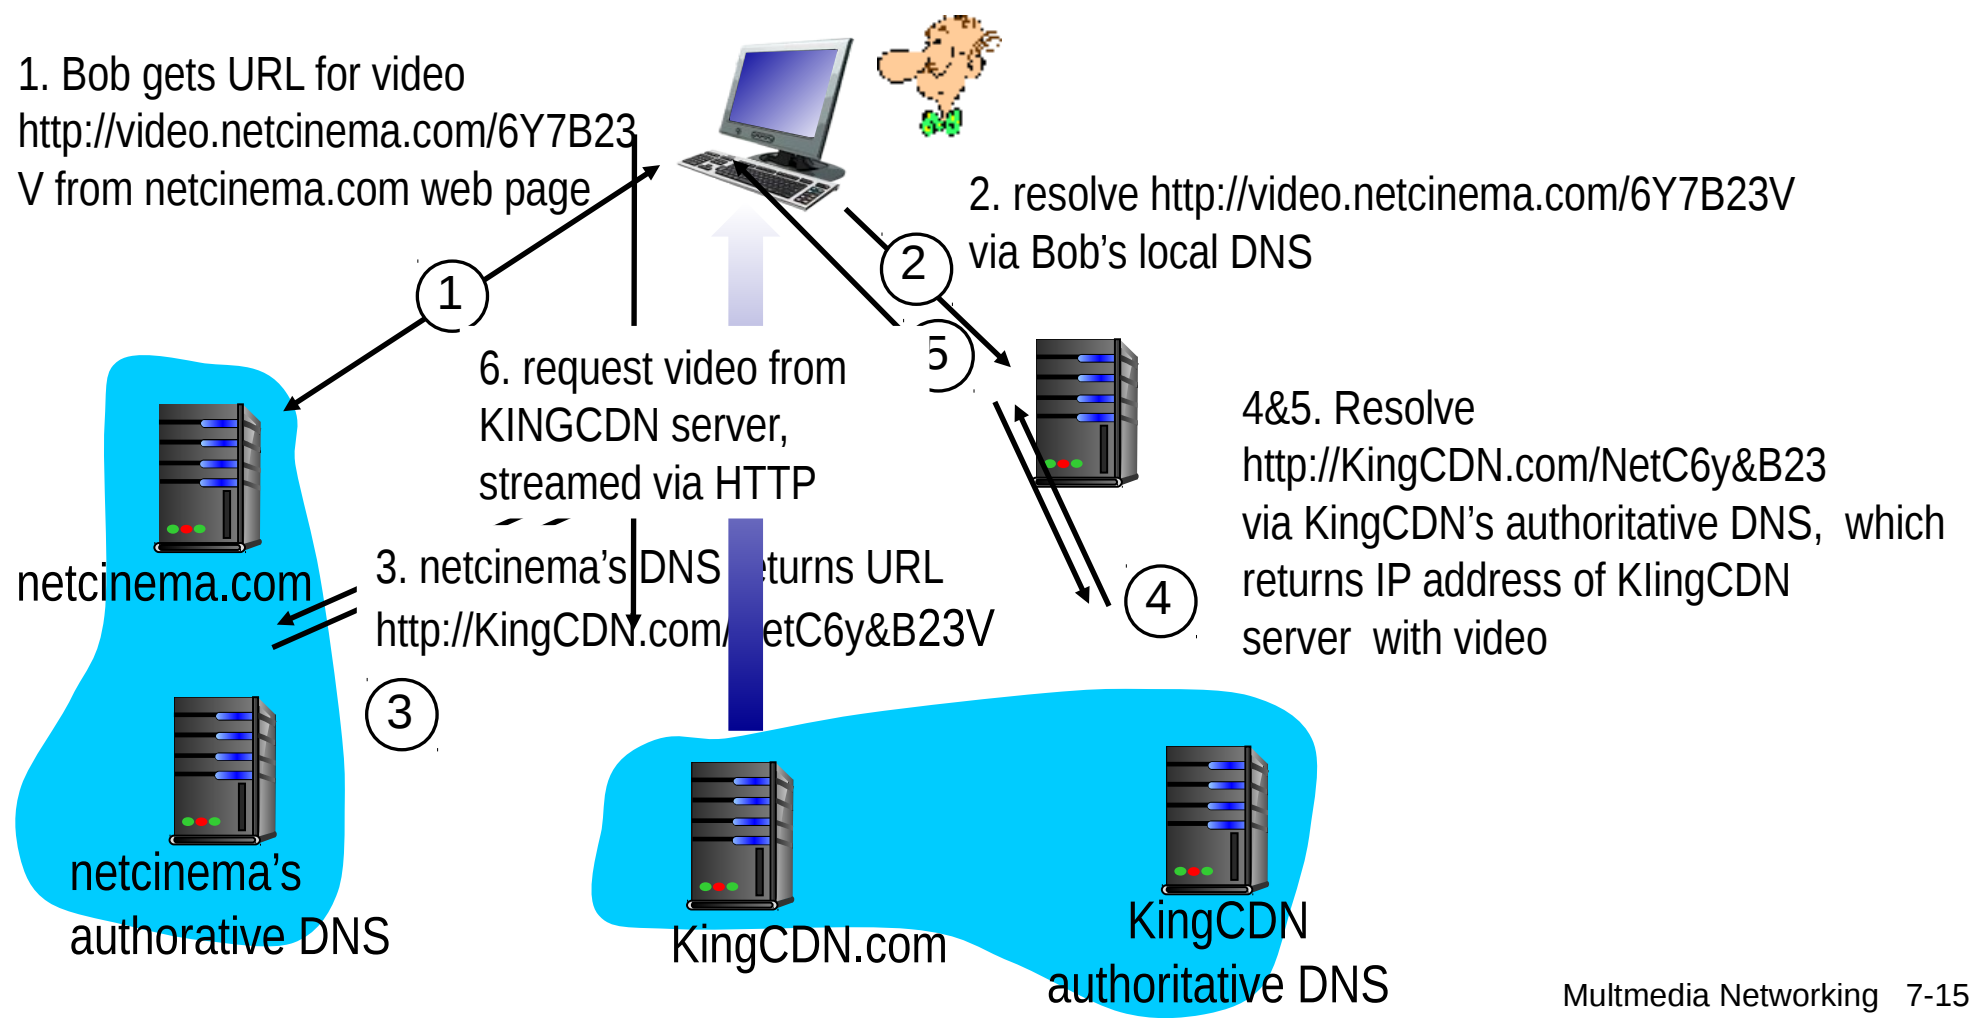 1. Bob gets URL for video
http://video.netcinema.com/6Y7B23
V from netcinema.com web page
2. resolve http://video.netcinema.com/6Y7B23V
via Bob’s local DNS
1
2
5
6. request video from
KINGCDN server,
streamed via HTTP
4&5. Resolve
http://KingCDN.com/NetC6y&B23
via KingCDN’s authoritative DNS, which
returns IP address of KIingCDN
server with video
netcinema.com
3. netcinema’s DNS returns URL
http://KingCDN.com/NetC6y&B23V
4
3
netcinema’s
authorative DNS
KingCDN.com
KingCDN
authoritative DNS
Multmedia Networking 7-15